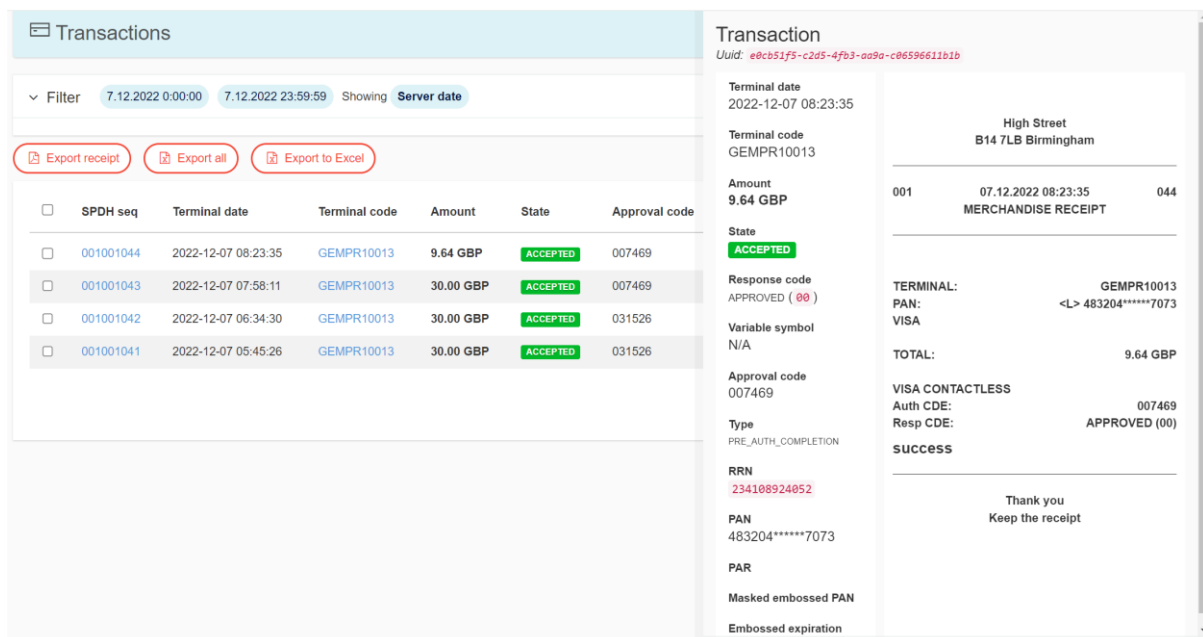 Transactions
Filter 7.12.2022 0:00:00 7.12.2022 23:59:59 Showing Server date
Export receipt Export all Export to Excel
SPDH seq Terminal date Terminal code Amount State Approval code
001001044 2022-12-07 08:23:35 GEMPR10013 9.64 GBP ACCEPTED 007469
001001043 2022-12-07 07:58:11 GEMPR10013 30.00 GBP ACCEPTED 007469
001001042 2022-12-07 06:34:30 GEMPR10013 30.00 GBP ACCEPTED 031526
001001041 2022-12-07 05:45:26 GEMPR10013 30.00 GBP ACCEPTED 031526
Transaction
Uuid: e0cb51f5-c2d5-4fb3-aa9a-c06596611b1b
Terminal date
2022-12-07 08:23:35
Terminal code
GEMPR10013
Amount
9.64 GBP
State
ACCEPTED
Response code
APPROVED ( 00 )
Variable symbol
N/A
Approval code
007469
Type
PRE_AUTH_COMPLETION
RRN
234108924052
PAN
483204******7073
PAR
Masked embossed PAN
Embossed expiration
High Street
B14 7LB Birmingham
001 07.12.2022 08:23:35 044
MERCHANDISE RECEIPT
TERMINAL: GEMPR10013
PAN: <L> 483204******7073
VISA
TOTAL: 9.64 GBP
VISA CONTACTLESS
Auth CDE: 007469
Resp CDE: APPROVED (00)
success
Thank you
Keep the receipt